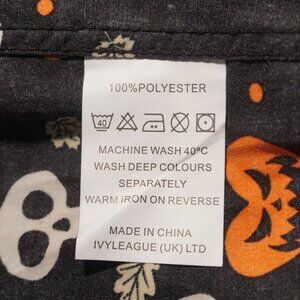 100%POLYESTER
40
MACHINE WASH 40°C
WASH DEEP COLOURS
SEPARATELY
WARM IRON ON REVERSE
MADE IN CHINA
IVYLEAGUE (UK) LTD